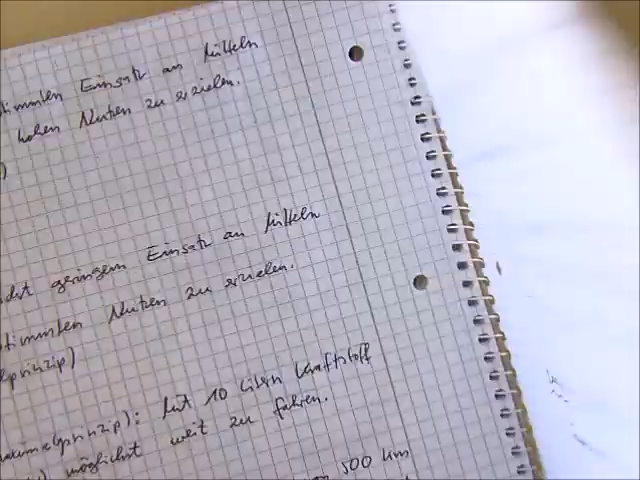 stimmten Einsatz an Mitteln
hohen Nutzen zu erzielen.
)
geringem Einsatz an Mitteln
stimmten Nutzen zu erzielen.
prinzip)
aximalprinzip): Mit 10 Litern Kraftstoff
möglichst weit zu fahren.
500 km